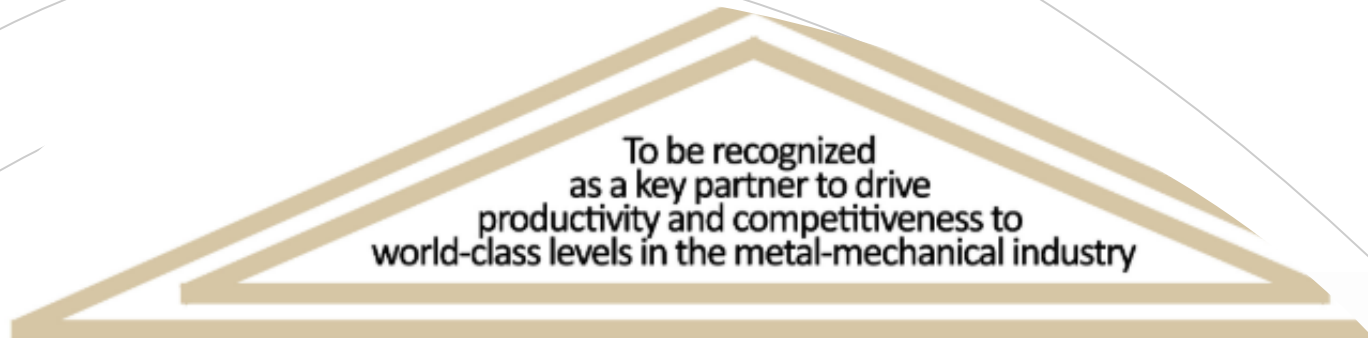 To be recognized
as a key partner to drive
productivity and competitiveness to
world-class levels in the metal-mechanical industry